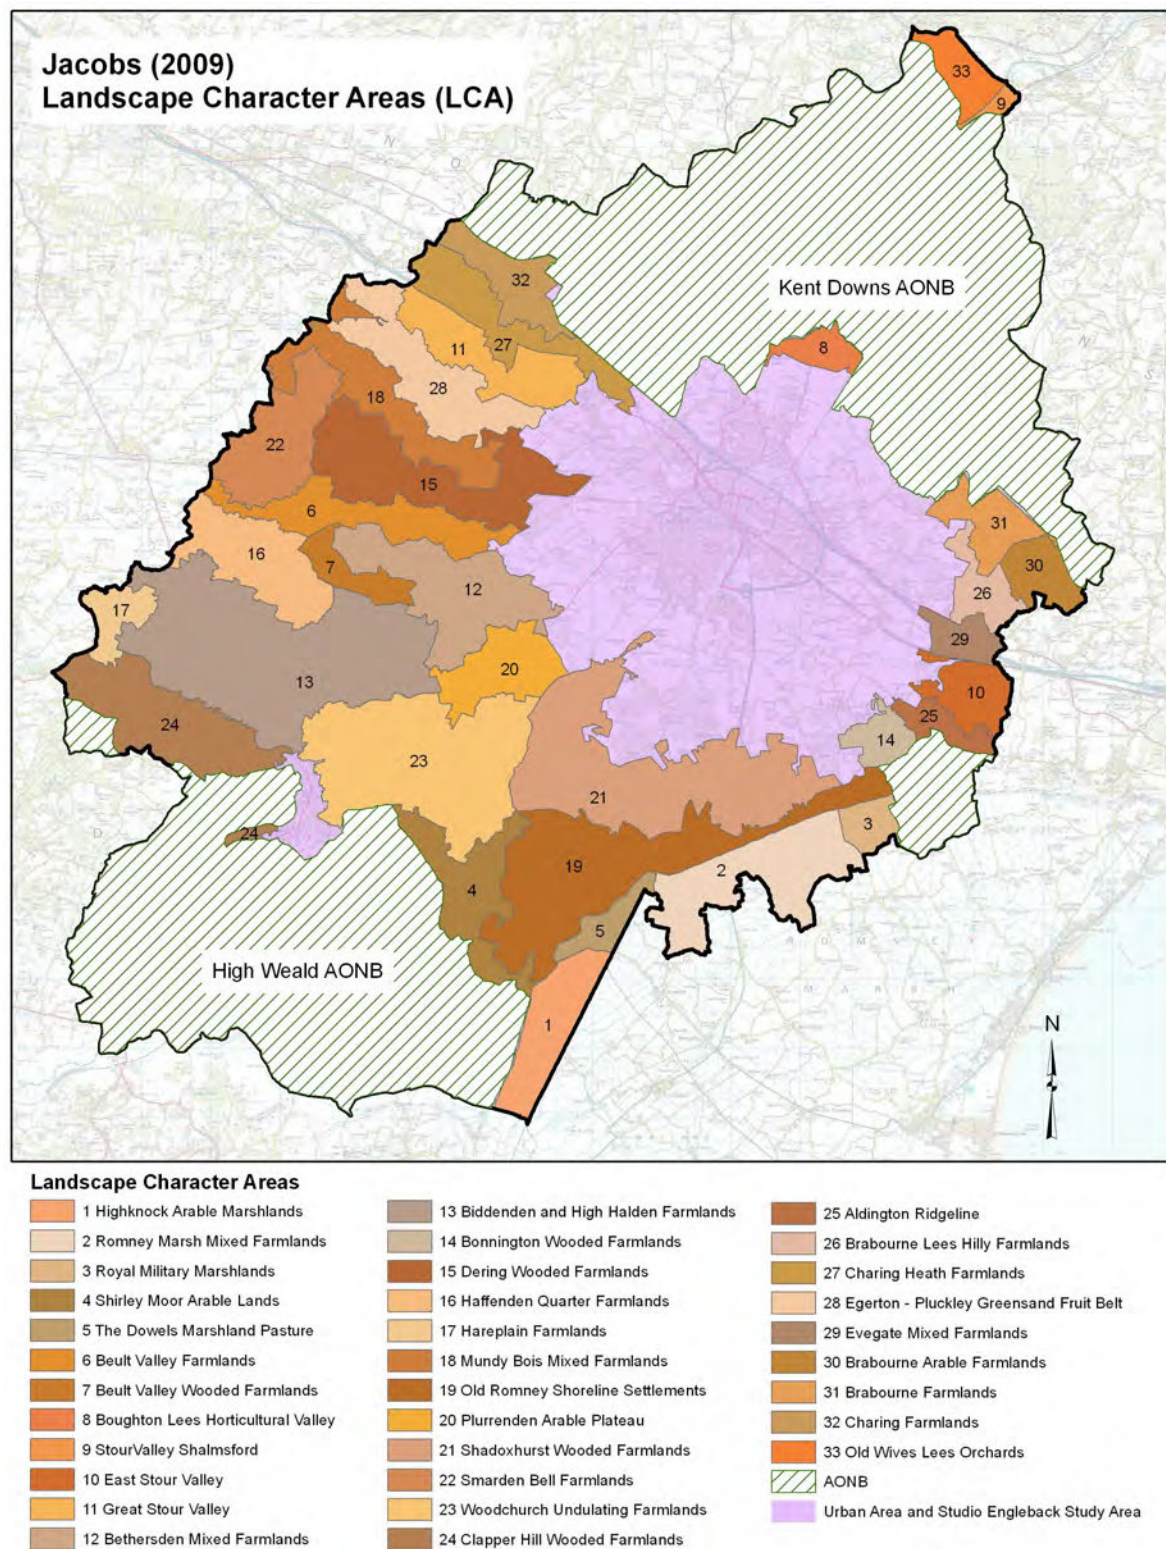 Jacobs (2009)
Landscape Character Areas (LCA)
33
9
32
Kent Downs AONB
8
11
27
28
18
22
15
6
31
16
30
7
12
26
17
29
20
13
10
25
24
14
23
21
3
24
2
19
4
5
High Weald AONB
1
N
Landscape Character Areas
1 Highknock Arable Marshlands
2 Romney Marsh Mixed Farmlands
3 Royal Military Marshlands
4 Shirley Moor Arable Lands
5 The Dowels Marshland Pasture
6 Beult Valley Farmlands
7 Beult Valley Wooded Farmlands
8 Boughton Lees Horticultural Valley
9 StourValley Shalmsford
10 East Stour Valley
11 Great Stour Valley
12 Bethersden Mixed Farmlands
13 Biddenden and High Halden Farmlands
14 Bonnington Wooded Farmlands
15 Dering Wooded Farmlands
16 Haffenden Quarter Farmlands
17 Hareplain Farmlands
18 Mundy Bois Mixed Farmlands
19 Old Romney Shoreline Settlements
20 Plurrenden Arable Plateau
21 Shadoxhurst Wooded Farmlands
22 Smarden Bell Farmlands
23 Woodchurch Undulating Farmlands
24 Clapper Hill Wooded Farmlands
25 Aldington Ridgeline
26 Brabourne Lees Hilly Farmlands
27 Charing Heath Farmlands
28 Egerton - Pluckley Greensand Fruit Belt
29 Evegate Mixed Farmlands
30 Brabourne Arable Farmlands
31 Brabourne Farmlands
32 Charing Farmlands
33 Old Wives Lees Orchards
AONB
Urban Area and Studio Engleback Study Area